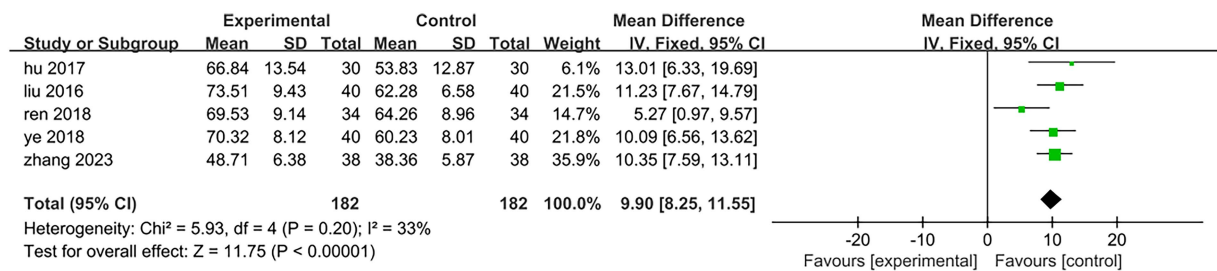 Experimental Control Mean Difference Mean Difference
Study or Subgroup Mean SD Total Mean SD Total Weight IV, Fixed, 95% CI IV, Fixed, 95% CI
hu 2017 66.84 13.54 30 53.83 12.87 30 6.1% 13.01 [6.33, 19.69]
liu 2016 73.51 9.43 40 62.28 6.58 40 21.5% 11.23 [7.67, 14.79]
ren 2018 69.53 9.14 34 64.26 8.96 34 14.7% 5.27 [0.97, 9.57]
ye 2018 70.32 8.12 40 60.23 8.01 40 21.8% 10.09 [6.56, 13.62]
zhang 2023 48.71 6.38 38 38.36 5.87 38 35.9% 10.35 [7.59, 13.11]
Total (95% CI) 182 182 100.0% 9.90 [8.25, 11.55]
Heterogeneity: Chi² = 5.93, df = 4 (P = 0.20); I² = 33%
Test for overall effect: Z = 11.75 (P < 0.00001)
-20 -10 0 10 20
Favours [experimental] Favours [control]